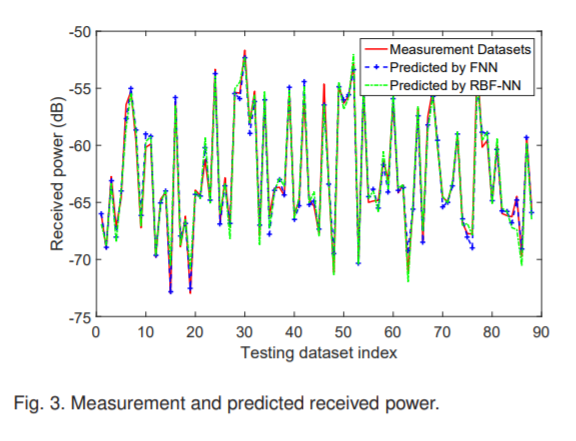 -50
-55
-60
-65
-70
-75
Received power (dB)
Measurement Datasets
Predicted by FNN
Predicted by RBF-NN
0 10 20 30 40 50 60 70 80 90
Testing dataset index
Fig. 3. Measurement and predicted received power.